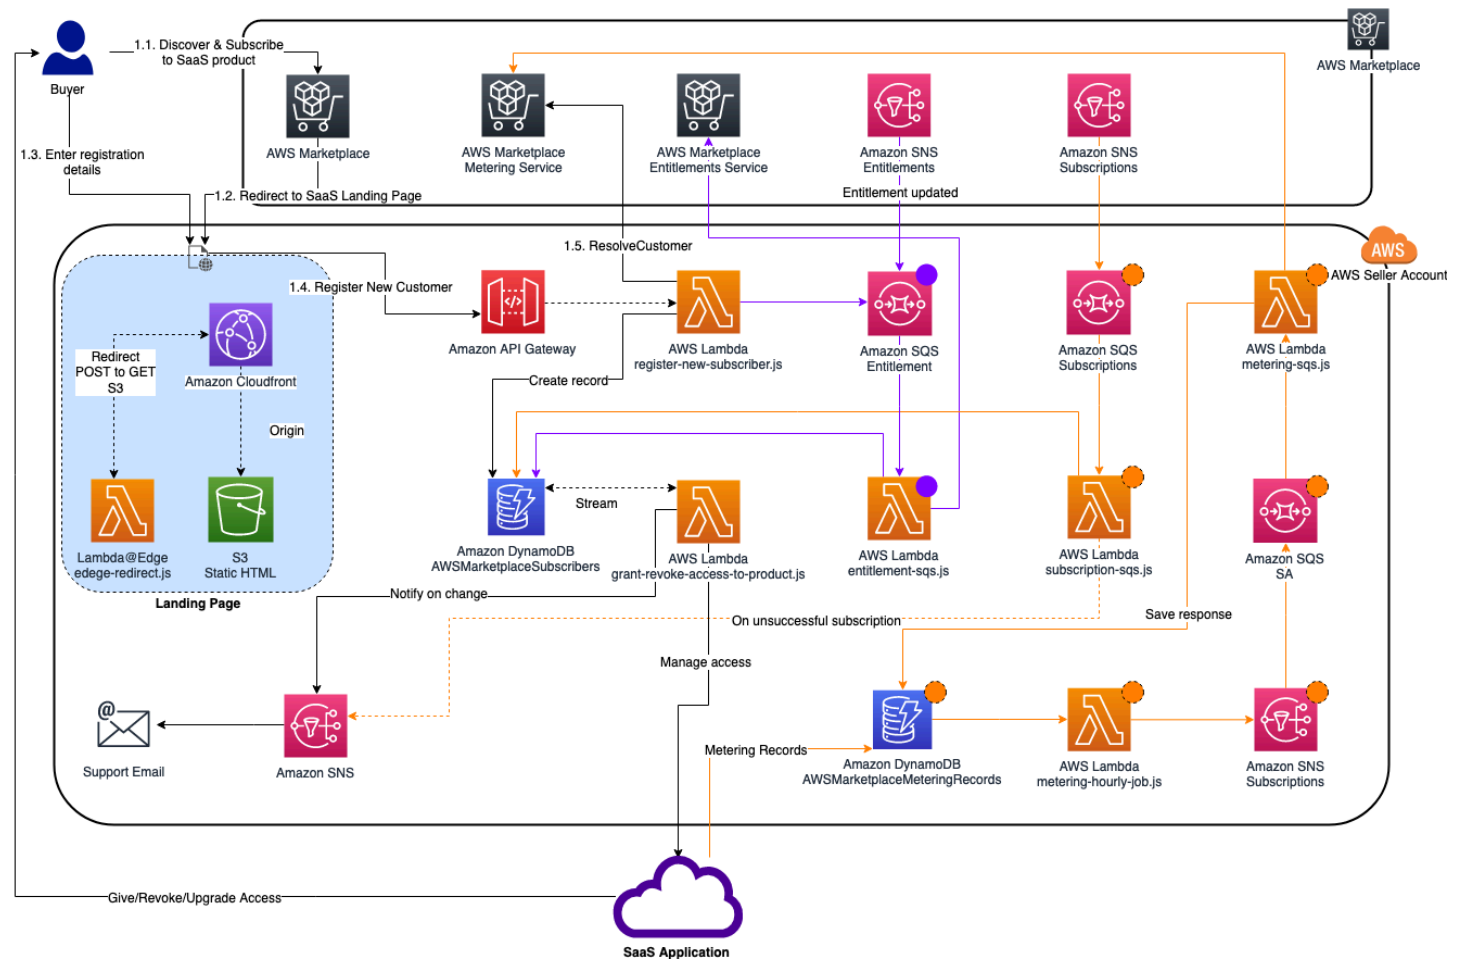 1.1. Discover & Subscribe
to SaaS product
Buyer
AWS Marketplace
AWS Marketplace
AWS Marketplace
Metering Service
AWS Marketplace
Entitlements Service
Amazon SNS
Entitlements
Amazon SNS
Subscriptions
1.3. Enter registration
details
1.2. Redirect to SaaS Landing Page
Entitlement updated
1.5. ResolveCustomer
AWS
AWS Seller Account
1.4. Register New Customer
Amazon API Gateway
AWS Lambda
register-new-subscriber.js
Amazon SQS
Entitlement
Amazon SQS
Subscriptions
AWS Lambda
metering-sqs.js
Redirect
POST to GET
S3
Amazon Cloudfront
Create record
Origin
Stream
Lambda@Edge
edege-redirect.js
S3
Static HTML
Landing Page
Amazon DynamoDB
AWSMarketplaceSubscribers
AWS Lambda
grant-revoke-access-to-product.js
AWS Lambda
entitlement-sqs.js
AWS Lambda
subscription-sqs.js
Amazon SQS
SA
Notify on change
On unsuccessful subscription
Save response
Manage access
@
Support Email
Amazon SNS
Metering Records
Amazon DynamoDB
AWSMarketplaceMeteringRecords
AWS Lambda
metering-hourly-job.js
Amazon SNS
Subscriptions
Give/Revoke/Upgrade Access
SaaS Application